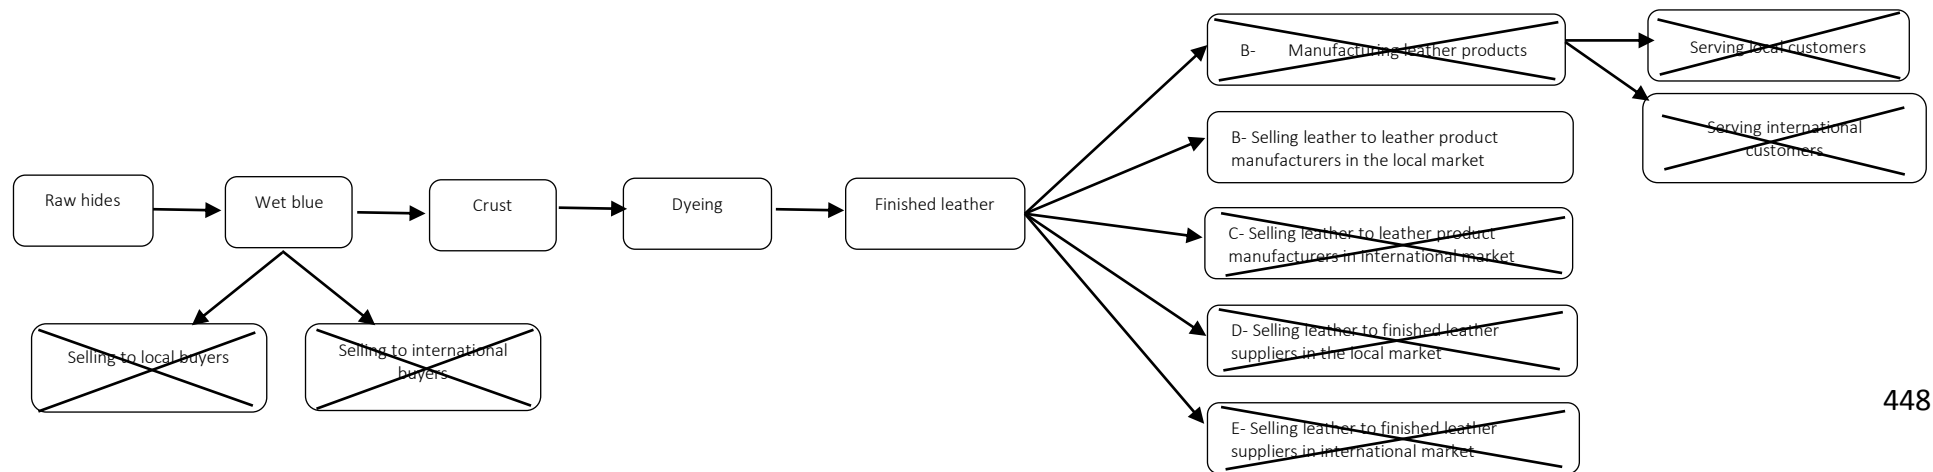 B- Manufacturing leather products
Serving local customers
Serving international
customers
B- Selling leather to leather product
manufacturers in the local market
Raw hides
Wet blue
Crust
Dyeing
Finished leather
C- Selling leather to leather product
manufacturers in international market
Selling to local buyers
Selling to international
buyers
D- Selling leather to finished leather
suppliers in the local market
E- Selling leather to finished leather
suppliers in international market
448